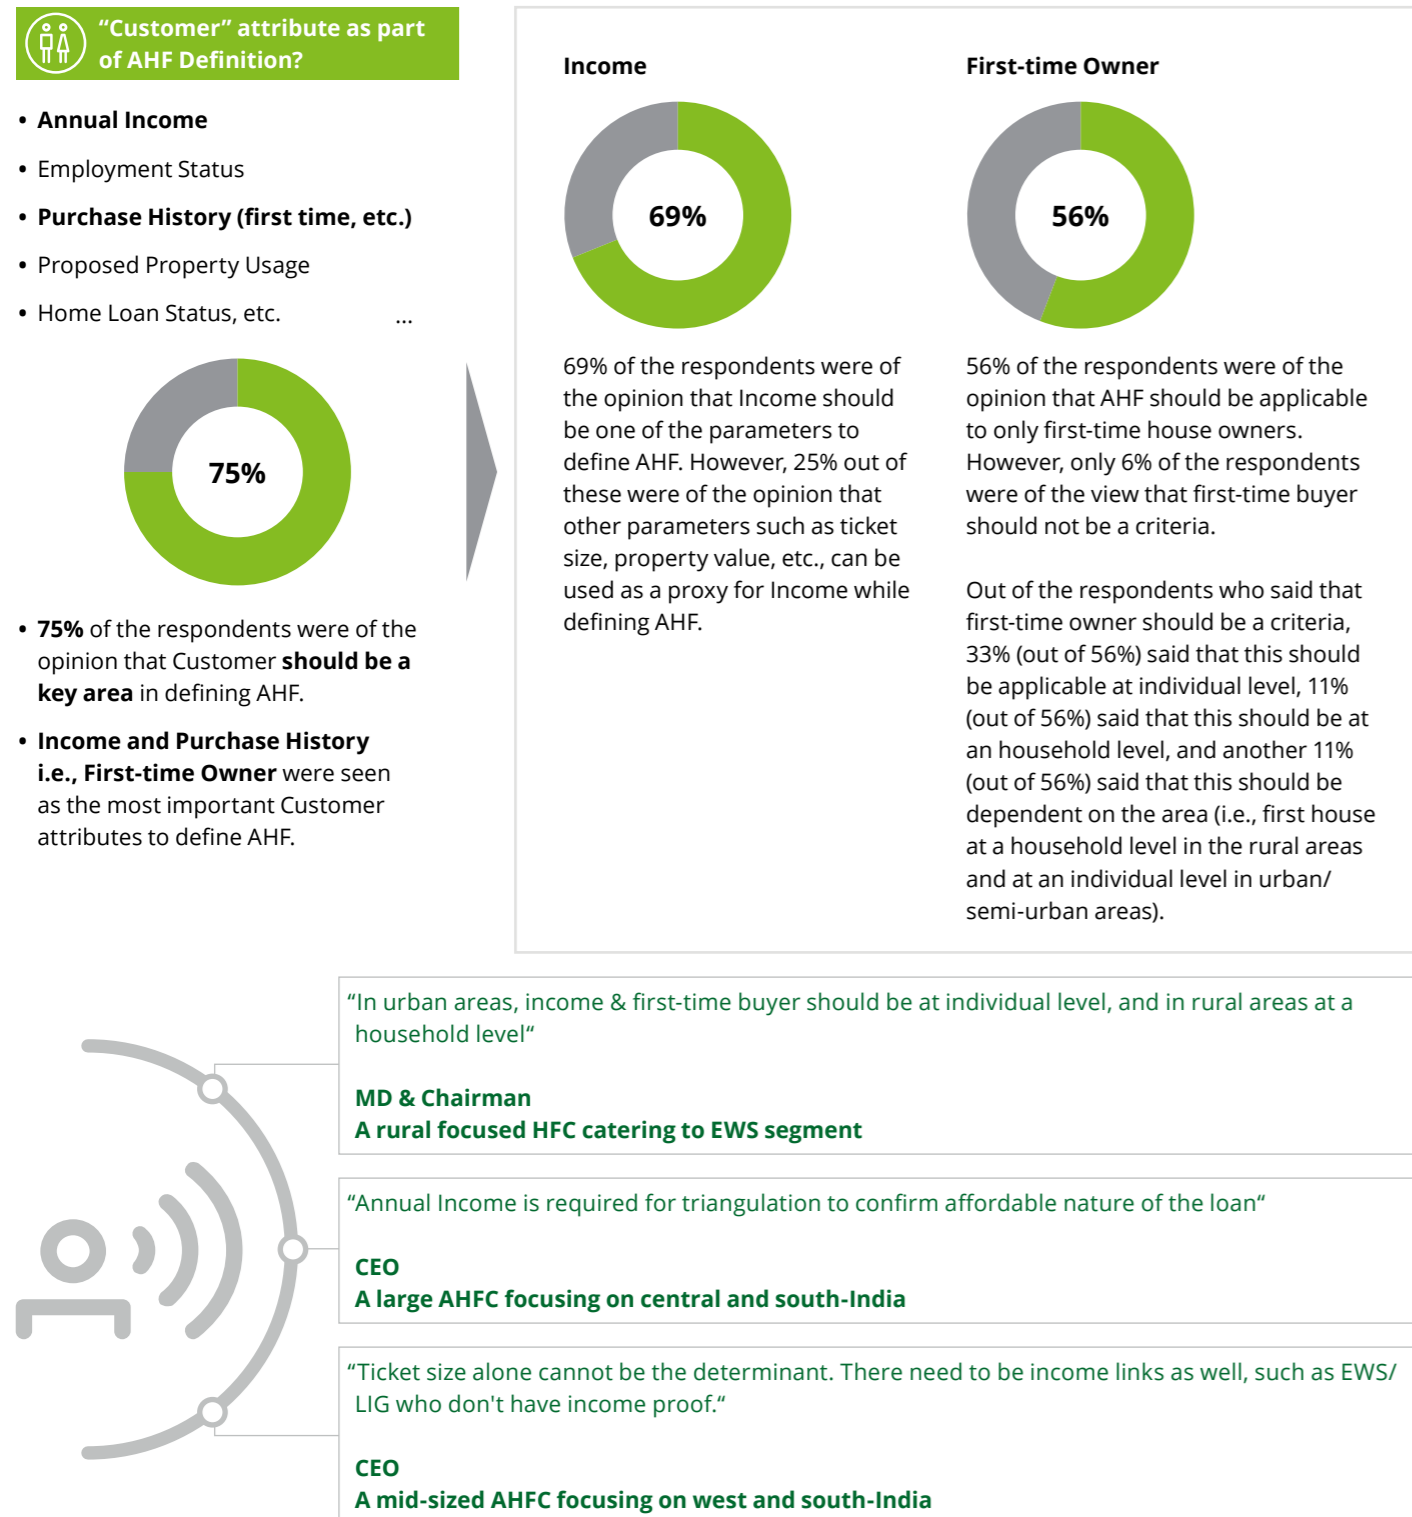 “Customer” attribute as part
of AHF Definition?
• Annual Income
• Employment Status
• Purchase History (first time, etc.)
• Proposed Property Usage
• Home Loan Status, etc. ...
75%
• 75% of the respondents were of the
opinion that Customer should be a
key area in defining AHF.
• Income and Purchase History
i.e., First-time Owner were seen
as the most important Customer
attributes to define AHF.
Income
69%
69% of the respondents were of
the opinion that Income should
be one of the parameters to
define AHF. However, 25% out of
these were of the opinion that
other parameters such as ticket
size, property value, etc., can be
used as a proxy for Income while
defining AHF.
First-time Owner
56%
56% of the respondents were of the
opinion that AHF should be applicable
to only first-time house owners.
However, only 6% of the respondents
were of the view that first-time buyer
should not be a criteria.
Out of the respondents who said that
first-time owner should be a criteria,
33% (out of 56%) said that this should
be applicable at individual level, 11%
(out of 56%) said that this should be at
an household level, and another 11%
(out of 56%) said that this should be
dependent on the area (i.e., first house
at a household level in the rural areas
and at an individual level in urban/
semi-urban areas).
“In urban areas, income & first-time buyer should be at individual level, and in rural areas at a
household level“
MD & Chairman
A rural focused HFC catering to EWS segment
“Annual Income is required for triangulation to confirm affordable nature of the loan“
CEO
A large AHFC focusing on central and south-India
“Ticket size alone cannot be the determinant. There need to be income links as well, such as EWS/
LIG who don't have income proof.“
CEO
A mid-sized AHFC focusing on west and south-India